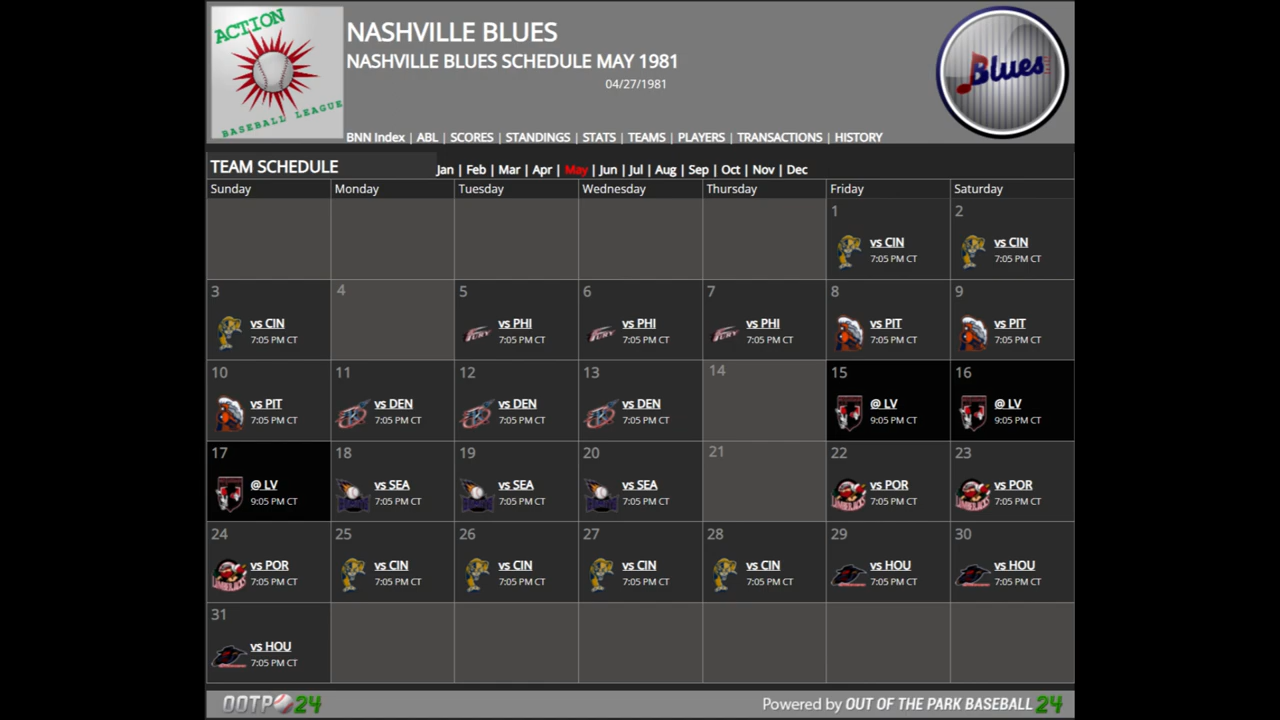 ACTION
BASEBALL LEAGUE
NASHVILLE BLUES
NASHVILLE BLUES SCHEDULE MAY 1981
04/27/1981
Blues
BNN Index | ABL | SCORES | STANDINGS | STATS | TEAMS | PLAYERS | TRANSACTIONS | HISTORY
TEAM SCHEDULE
Jan | Feb | Mar | Apr | May | Jun | Jul | Aug | Sep | Oct | Nov | Dec
Sunday Monday Tuesday Wednesday Thursday Friday Saturday
1 2
vs CIN vs CIN
7:05 PM CT 7:05 PM CT
3 4 5 6 7 8 9
vs CIN vs PHI vs PHI vs PHI vs PIT vs PIT
7:05 PM CT 7:05 PM CT 7:05 PM CT 7:05 PM CT 7:05 PM CT 7:05 PM CT
10 11 12 13 14 15 16
vs PIT vs DEN vs DEN vs DEN @ LV @ LV
7:05 PM CT 7:05 PM CT 7:05 PM CT 7:05 PM CT 9:05 PM CT 9:05 PM CT
17 18 19 20 21 22 23
@ LV vs SEA vs SEA vs SEA vs POR vs POR
9:05 PM CT 7:05 PM CT 7:05 PM CT 7:05 PM CT 7:05 PM CT 7:05 PM CT
24 25 26 27 28 29 30
vs POR vs CIN vs CIN vs CIN vs CIN vs HOU vs HOU
7:05 PM CT 7:05 PM CT 7:05 PM CT 7:05 PM CT 7:05 PM CT 7:05 PM CT 7:05 PM CT
31
vs HOU
7:05 PM CT
OOTP 24
Powered by OUT OF THE PARK BASEBALL 24